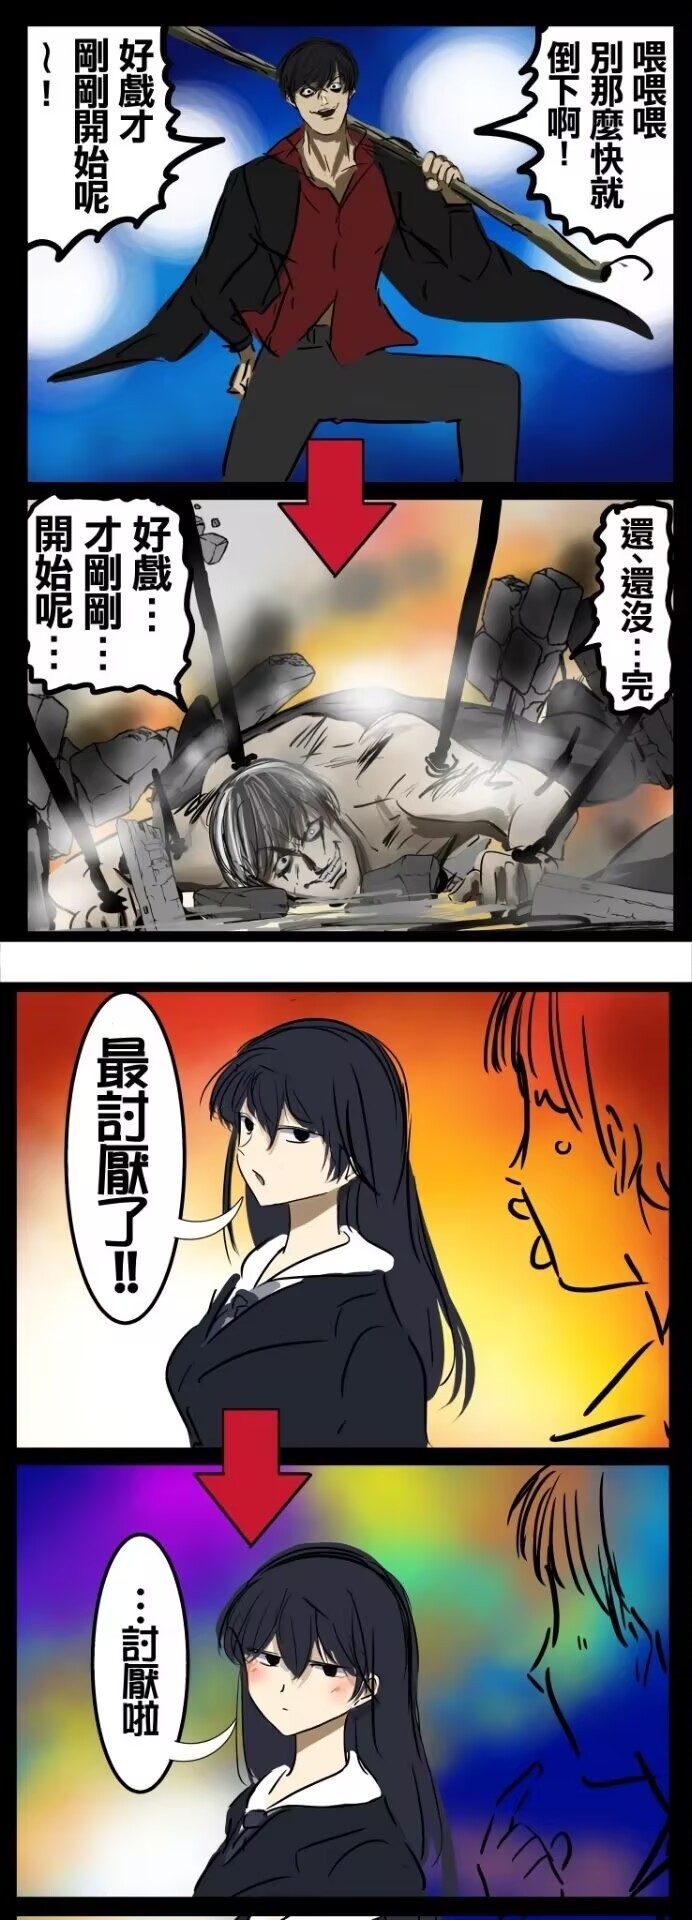 喂喂喂
別那麼快就
倒下啊！
好戲才
剛剛開始呢
～！
還、還沒…完
好戲…
才剛剛…
開始呢…
最討厭了!!
…討厭啦